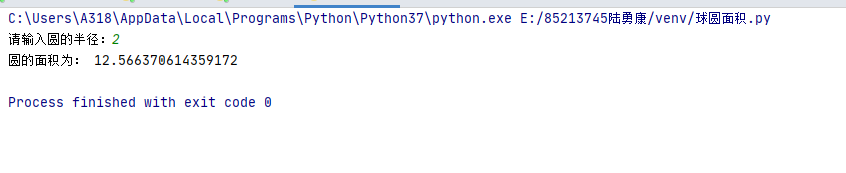 C:\Users\A318\AppData\Local\Programs\Python\Python37\python.exe E:/85213745陆勇康/venv/球圆面积.py
请输入圆的半径：2
圆的面积为： 12.566370614359172
Process finished with exit code 0